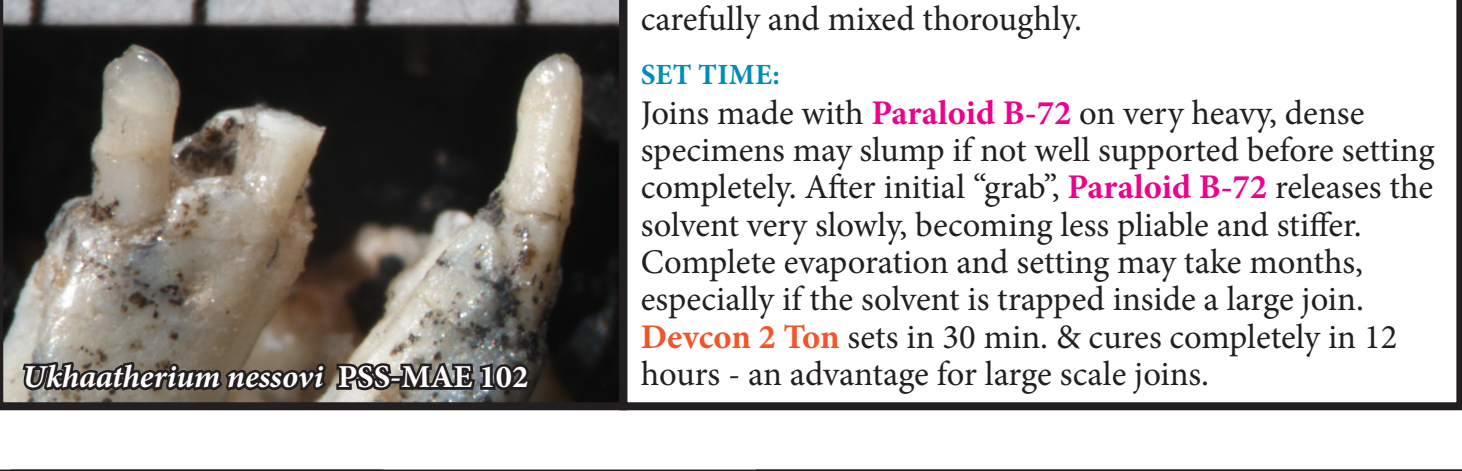 carefully and mixed thoroughly.
SET TIME:
Joins made with Paraloid B-72 on very heavy, dense
specimens may slump if not well supported before setting
completely. After initial “grab”, Paraloid B-72 releases the
solvent very slowly, becoming less pliable and stiffer.
Complete evaporation and setting may take months,
especially if the solvent is trapped inside a large join.
Devcon 2 Ton sets in 30 min. & cures completely in 12
hours - an advantage for large scale joins.
Ukhaatherium nessovi PSS-MAE 102